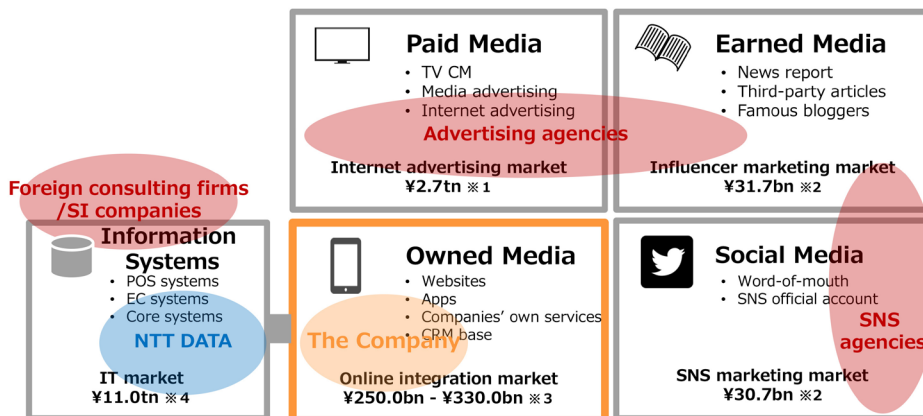 Paid Media
• TV CM
• Media advertising
• Internet advertising
Advertising agencies
Internet advertising market
¥2.7tn ※1
Earned Media
• News report
• Third-party articles
• Famous bloggers
Influencer marketing market
¥31.7bn ※2
Foreign consulting firms
/SI companies
Information
Systems
• POS systems
• EC systems
• Core systems
NTT DATA
IT market
¥11.0tn ※4
Owned Media
• Websites
• Apps
• Companies’ own services
• CRM base
The Company
Online integration market
¥250.0bn - ¥330.0bn ※3
Social Media
• Word-of-mouth
• SNS official account
SNS
agencies
SNS marketing market
¥30.7bn ※2